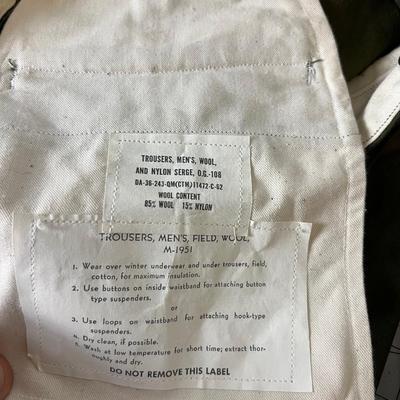 TROUSERS, MEN'S, WOOL,
AND NYLON SERGE, O.G.-108
DA-36-243-QM(CTM)11472-C-62
WOOL CONTENT
85% WOOL 15% NYLON
TROUSERS, MEN'S, FIELD, WOOL,
M-1951
1. Wear over winter underwear and under trousers, field,
cotton, for maximum insulation.
2. Use buttons on inside waistband for attaching button
type suspenders.
or
3. Use loops on waistband for attaching hook-type
suspenders.
4. Dry clean, if possible.
5. Wash at low temperature for short time; extract thor-
oughly and dry.
DO NOT REMOVE THIS LABEL